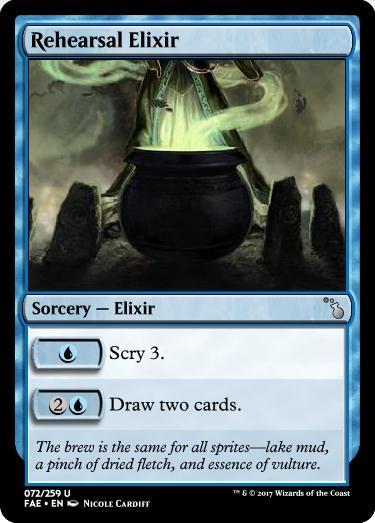 Rehearsal Elixir
Sorcery — Elixir
Scry 3.
2 Draw two cards.
The brew is the same for all sprites—lake mud,
a pinch of dried fletch, and essence of vulture.
072/259 U
FAE • EN Nicole Cardiff
™ & © 2017 Wizards of the Coast